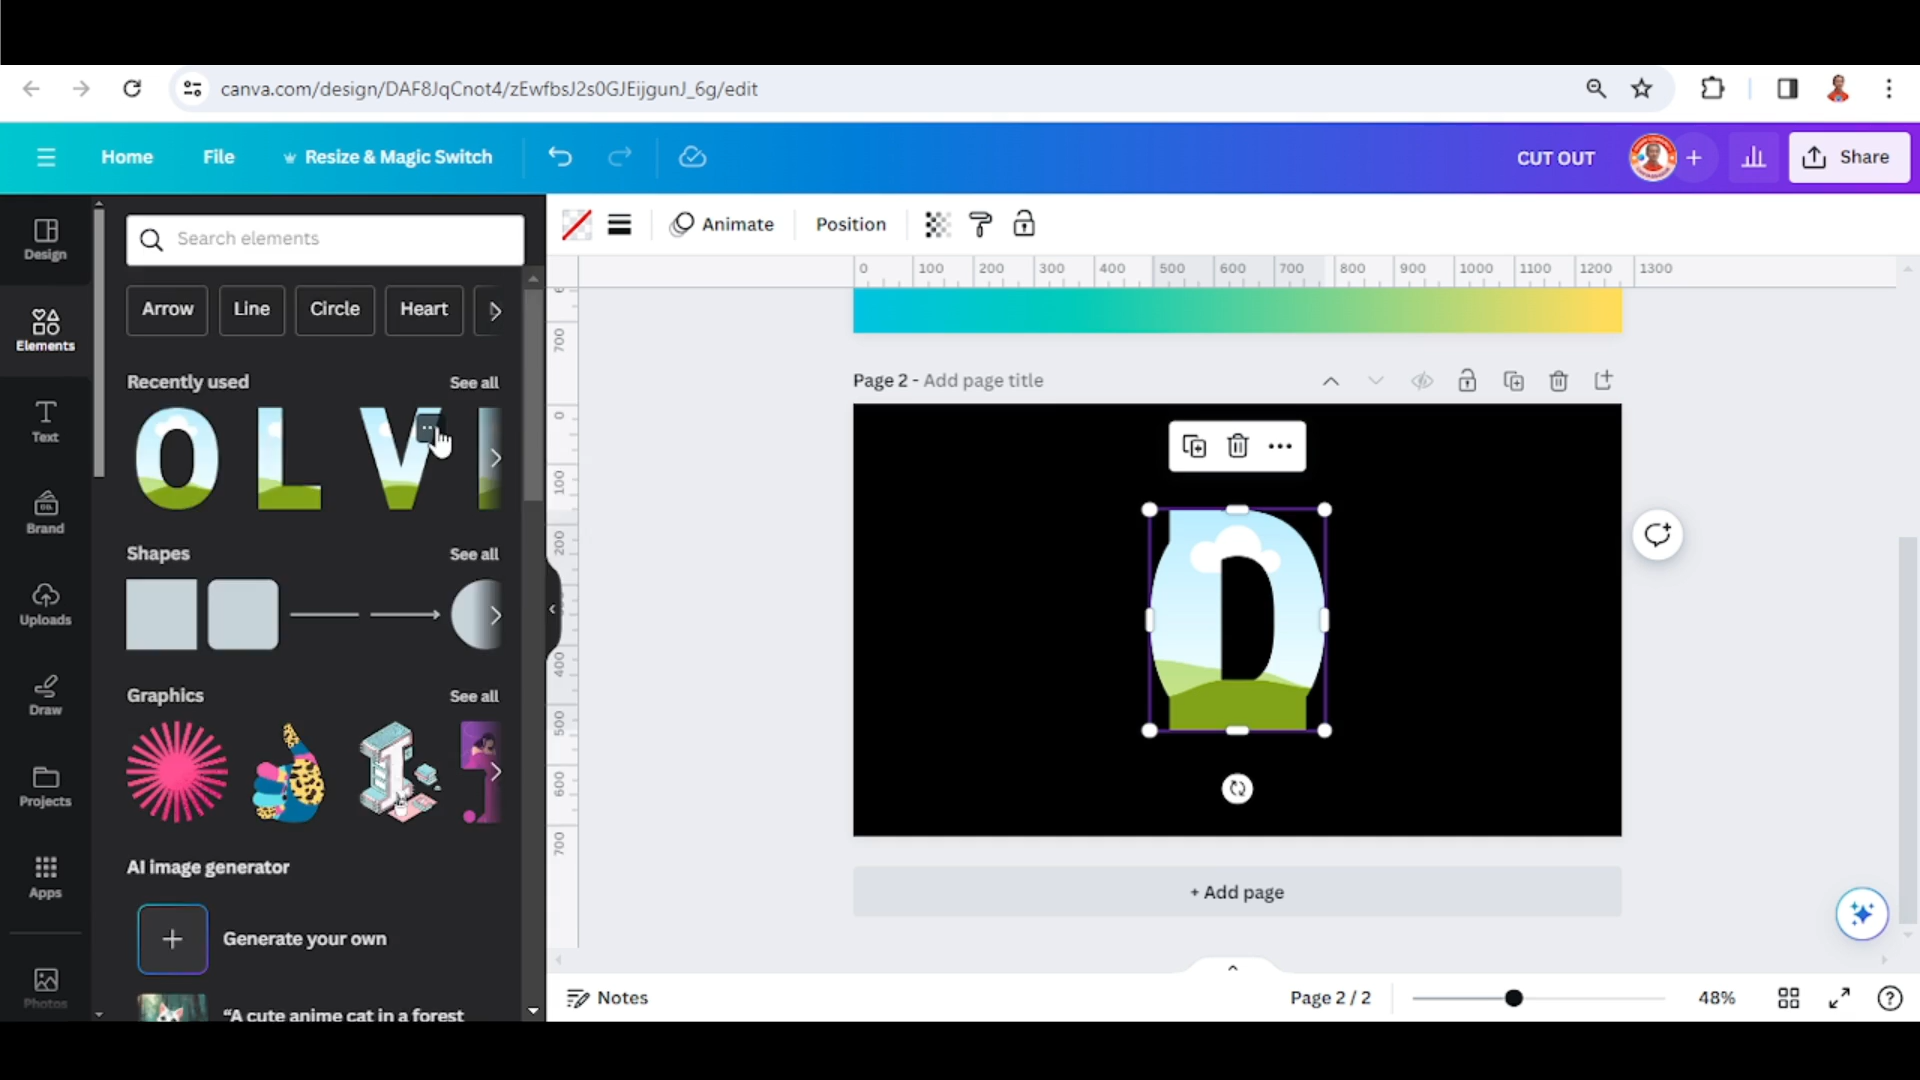 canva.com/design/DAF8JqCnot4/zEwfbsJ2s0GJEijgunJ_6g/edit
Home File Resize & Magic Switch CUT OUT Share
Design
Elements
Text
Brand
Uploads
Draw
Projects
Apps
Photos
Search elements
Arrow Line Circle Heart
Recently used See all
O L V
Shapes See all
Graphics See all
AI image generator
Generate your own
"A cute anime cat in a forest
Animate Position
0 100 200 300 400 500 600 700 800 900 1000 1100 1200 1300
700
0
100
200
400
500
600
700
Page 2 - Add page title
D
+ Add page
Notes Page 2 / 2 48%